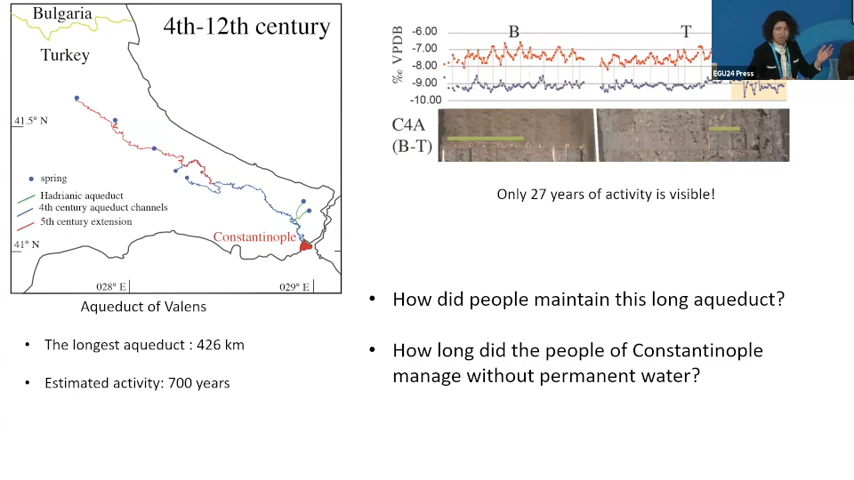 Bulgaria
Turkey
4th-12th century
41.5° N
spring
Hadrianic aqueduct
4th century aqueduct channels
5th century extension
Constantinople
41° N
028° E
029° E
Aqueduct of Valens
• The longest aqueduct : 426 km
• Estimated activity: 700 years
‰ VPDB
-6.00
-7.00
-8.00
-9.00
-10.00
B
T
EGU24 Press
C4A
(B-T)
Only 27 years of activity is visible!
• How did people maintain this long aqueduct?
• How long did the people of Constantinople
manage without permanent water?